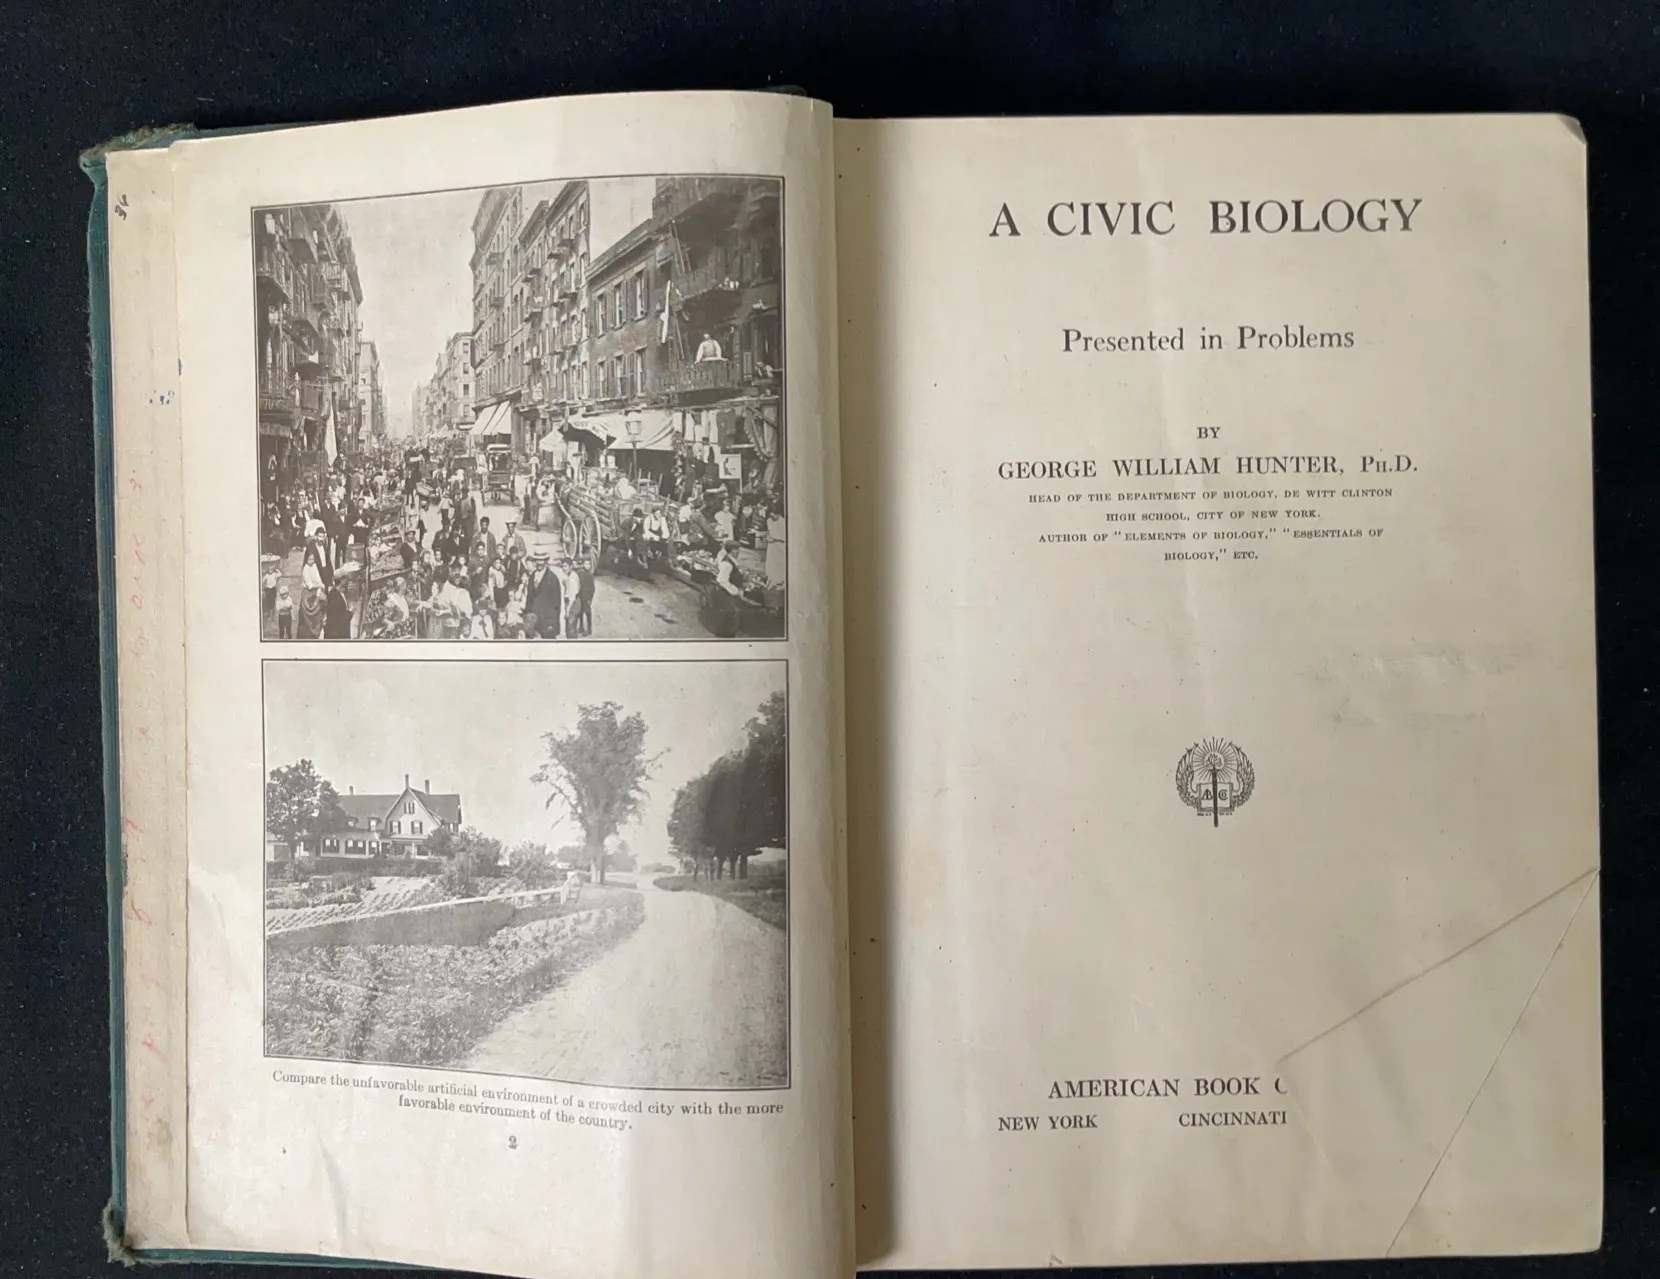 34
Compare the unfavorable artificial environment of a crowded city with the more
favorable environment of the country.
2
A CIVIC BIOLOGY
Presented in Problems
BY
GEORGE WILLIAM HUNTER, PH.D.
HEAD OF THE DEPARTMENT OF BIOLOGY, DE WITT CLINTON
HIGH SCHOOL, CITY OF NEW YORK.
AUTHOR OF "ELEMENTS OF BIOLOGY," "ESSENTIALS OF
BIOLOGY," ETC.
ABC
AMERICAN BOOK
NEW YORK CINCINNATI